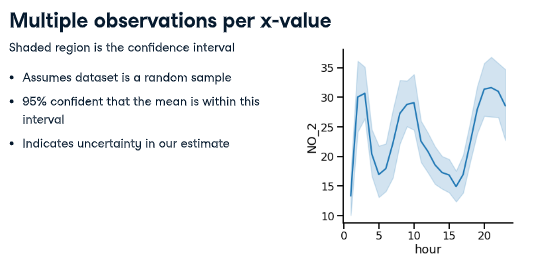 Multiple observations per x-value
Shaded region is the confidence interval
• Assumes dataset is a random sample
• 95% confident that the mean is within this
interval
• Indicates uncertainty in our estimate
35
30
25
20
15
10
NO_2
0 5 10 15 20
hour